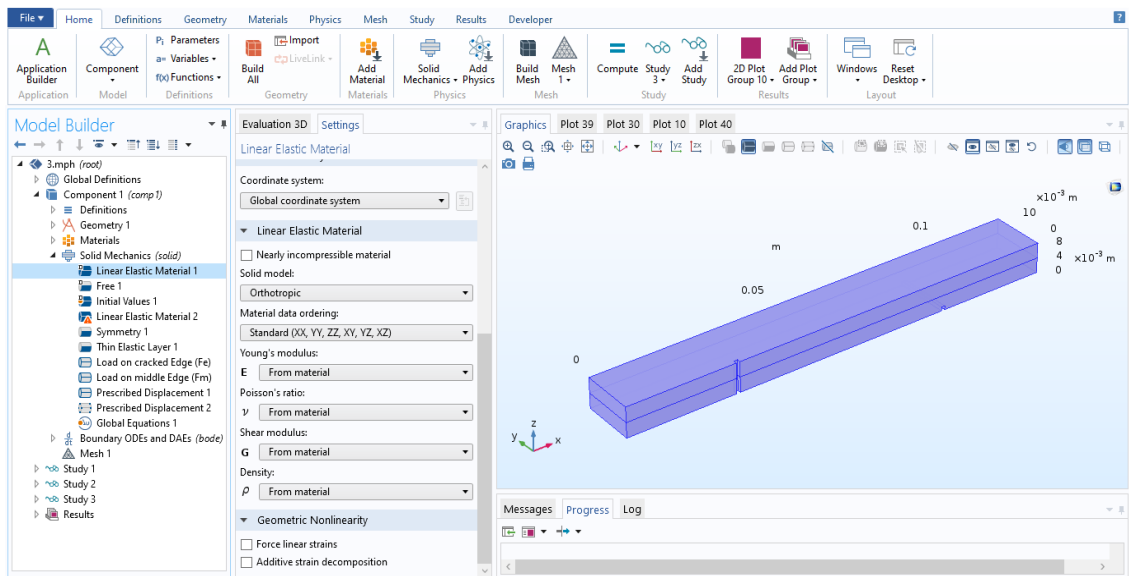 File ▾ Home Definitions Geometry Materials Physics Mesh Study Results Developer ?
Application Builder
Application
Component
Model
Pi Parameters
a= Variables
f(x) Functions
Definitions
Build All
Import
LiveLink
Geometry
Add Material
Materials
Solid Mechanics
Add Physics
Physics
Build Mesh
Mesh 1
Mesh
Compute
Study 3
Add Study
Study
2D Plot Group 10
Add Plot Group
Results
Windows
Reset Desktop
Layout
Model Builder
3.mph (root)
Global Definitions
Component 1 (comp1)
Definitions
Geometry 1
Materials
Solid Mechanics (solid)
Linear Elastic Material 1
Free 1
Initial Values 1
Linear Elastic Material 2
Symmetry 1
Thin Elastic Layer 1
Load on cracked Edge (Fe)
Load on middle Edge (Fm)
Prescribed Displacement 1
Prescribed Displacement 2
Global Equations 1
Boundary ODEs and DAEs (bode)
Mesh 1
Study 1
Study 2
Study 3
Results
Evaluation 3D Settings
Linear Elastic Material
Coordinate system:
Global coordinate system
Linear Elastic Material
Nearly incompressible material
Solid model:
Orthotropic
Material data ordering:
Standard (XX, YY, ZZ, XY, YZ, XZ)
Young's modulus:
E From material
Poisson's ratio:
ν From material
Shear modulus:
G From material
Density:
ρ From material
Geometric Nonlinearity
Force linear strains
Additive strain decomposition
Graphics Plot 39 Plot 30 Plot 10 Plot 40
xy yz zx
×10⁻³ m
10
0.1
0
m
8
4 ×10⁻³ m
0
0.05
0
z
y x
Messages Progress Log